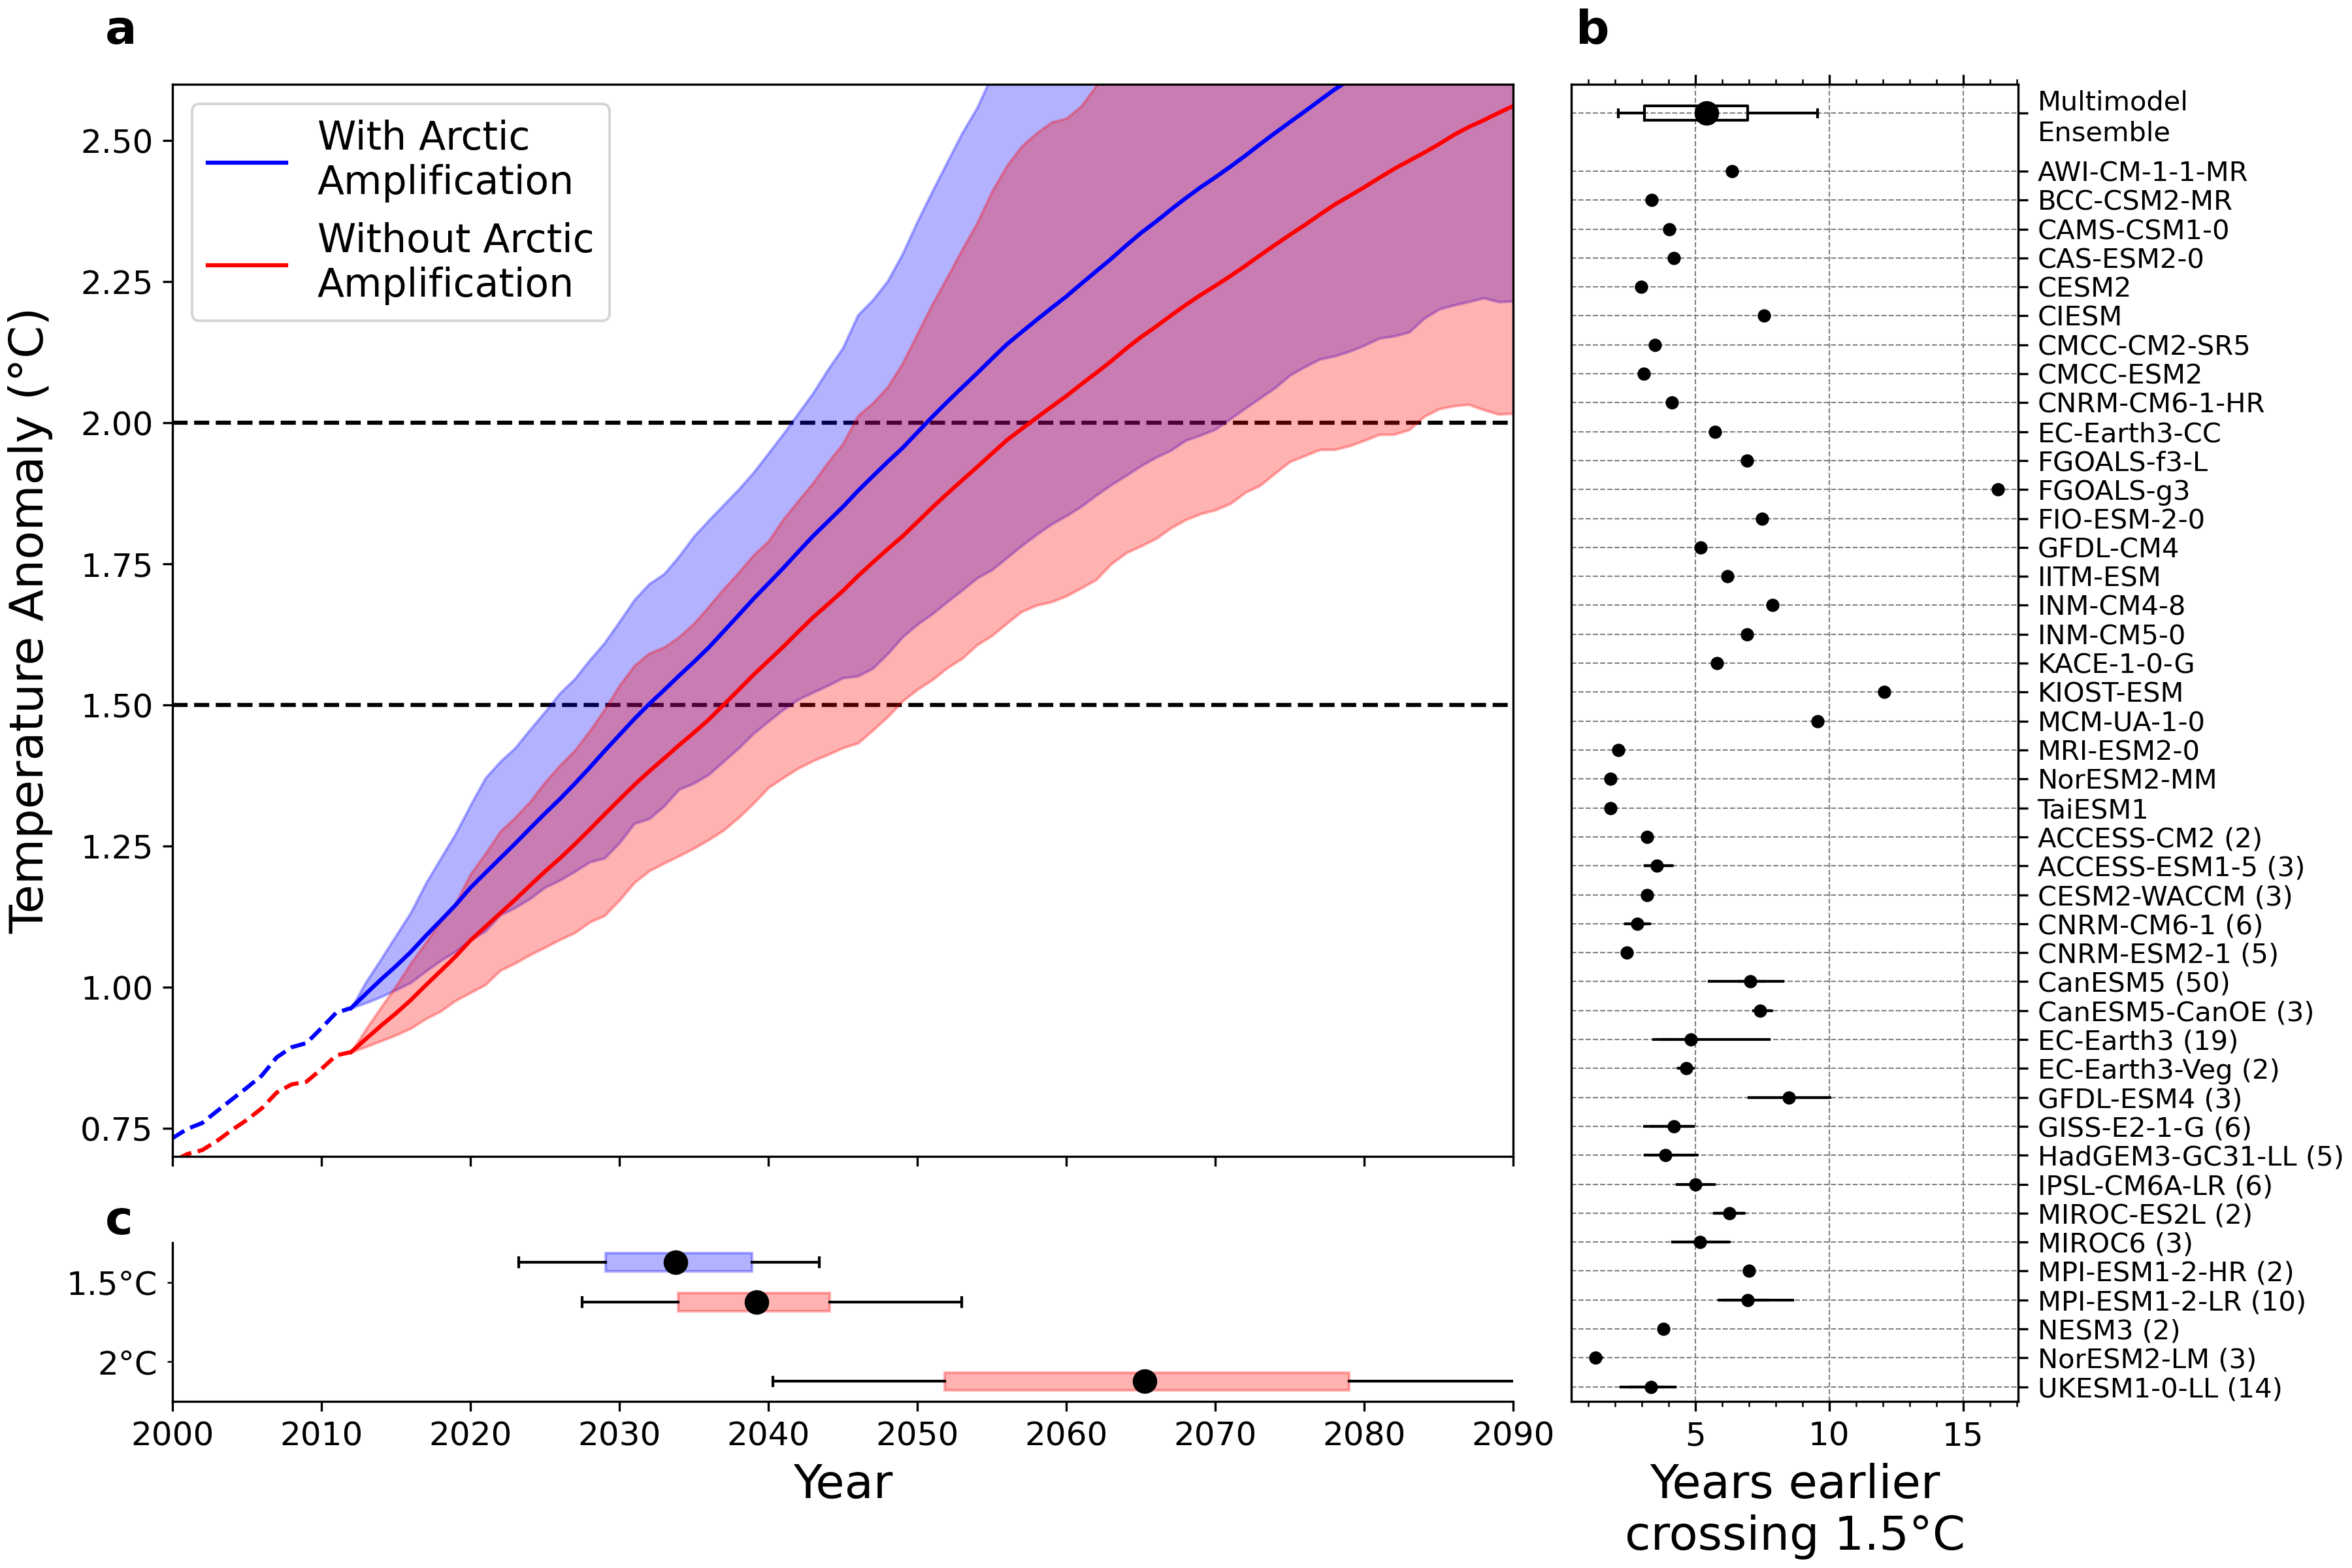 a
2.50
2.25
2.00
1.75
1.50
1.25
1.00
0.75
Temperature Anomaly (°C)
With Arctic
Amplification
Without Arctic
Amplification
b
Multimodel
Ensemble
AWI-CM-1-1-MR
BCC-CSM2-MR
CAMS-CSM1-0
CAS-ESM2-0
CESM2
CIESM
CMCC-CM2-SR5
CMCC-ESM2
CNRM-CM6-1-HR
EC-Earth3-CC
FGOALS-f3-L
FGOALS-g3
FIO-ESM-2-0
GFDL-CM4
IITM-ESM
INM-CM4-8
INM-CM5-0
KACE-1-0-G
KIOST-ESM
MCM-UA-1-0
MRI-ESM2-0
NorESM2-MM
TaiESM1
ACCESS-CM2 (2)
ACCESS-ESM1-5 (3)
CESM2-WACCM (3)
CNRM-CM6-1 (6)
CNRM-ESM2-1 (5)
CanESM5 (50)
CanESM5-CanOE (3)
EC-Earth3 (19)
EC-Earth3-Veg (2)
GFDL-ESM4 (3)
GISS-E2-1-G (6)
HadGEM3-GC31-LL (5)
IPSL-CM6A-LR (6)
MIROC-ES2L (2)
MIROC6 (3)
MPI-ESM1-2-HR (2)
MPI-ESM1-2-LR (10)
NESM3 (2)
NorESM2-LM (3)
UKESM1-0-LL (14)
5 10 15
Years earlier
crossing 1.5°C
c
1.5°C
2°C
2000 2010 2020 2030 2040 2050 2060 2070 2080 2090
Year